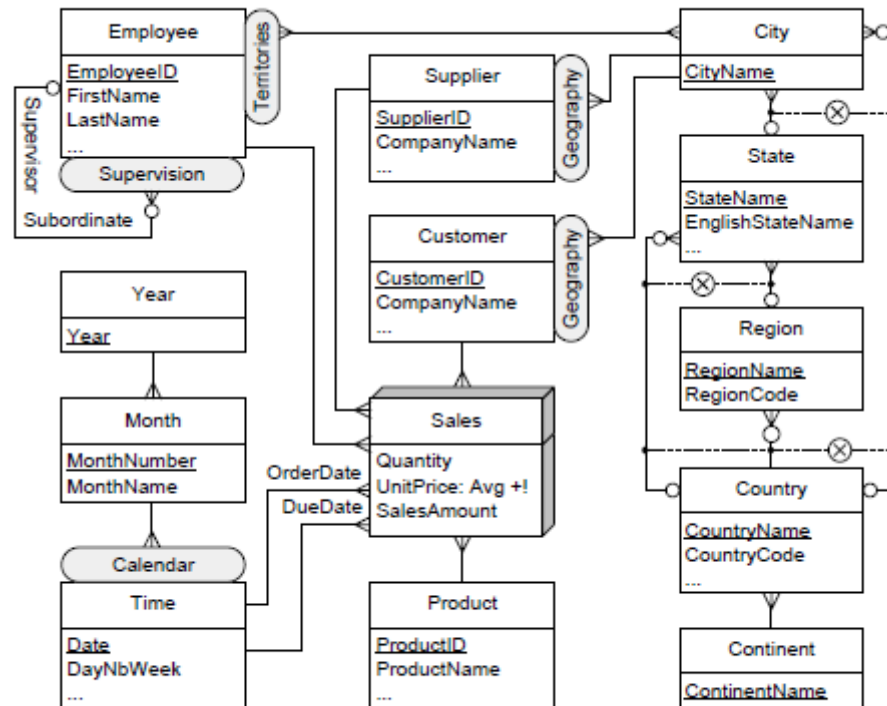 Employee
EmployeeID
FirstName
LastName
...
Territories
Supervision
Supervisor
Subordinate
City
CityName
Supplier
SupplierID
CompanyName
...
Geography
State
StateName
EnglishStateName
...
Customer
CustomerID
CompanyName
...
Geography
Year
Year
Region
RegionName
RegionCode
Month
MonthNumber
MonthName
Sales
Quantity
UnitPrice: Avg +!
SalesAmount
OrderDate
DueDate
Country
CountryName
CountryCode
...
Calendar
Time
Date
DayNbWeek
...
Product
ProductID
ProductName
...
Continent
ContinentName